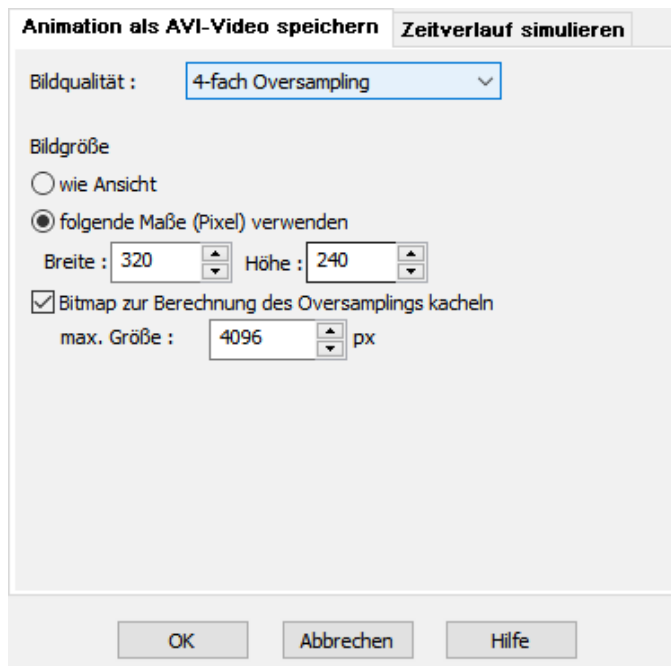 Animation als AVI-Video speichern Zeitverlauf simulieren
Bildqualität : 4-fach Oversampling
Bildgröße
wie Ansicht
folgende Maße (Pixel) verwenden
Breite : 320 Höhe : 240
Bitmap zur Berechnung des Oversamplings kacheln
max. Größe : 4096 px
OK Abbrechen Hilfe